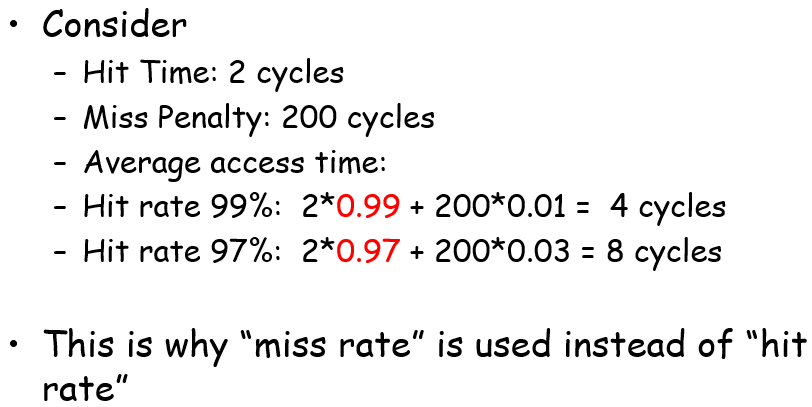 • Consider
– Hit Time: 2 cycles
– Miss Penalty: 200 cycles
– Average access time:
– Hit rate 99%: 2*0.99 + 200*0.01 = 4 cycles
– Hit rate 97%: 2*0.97 + 200*0.03 = 8 cycles
• This is why “miss rate” is used instead of “hit
rate”